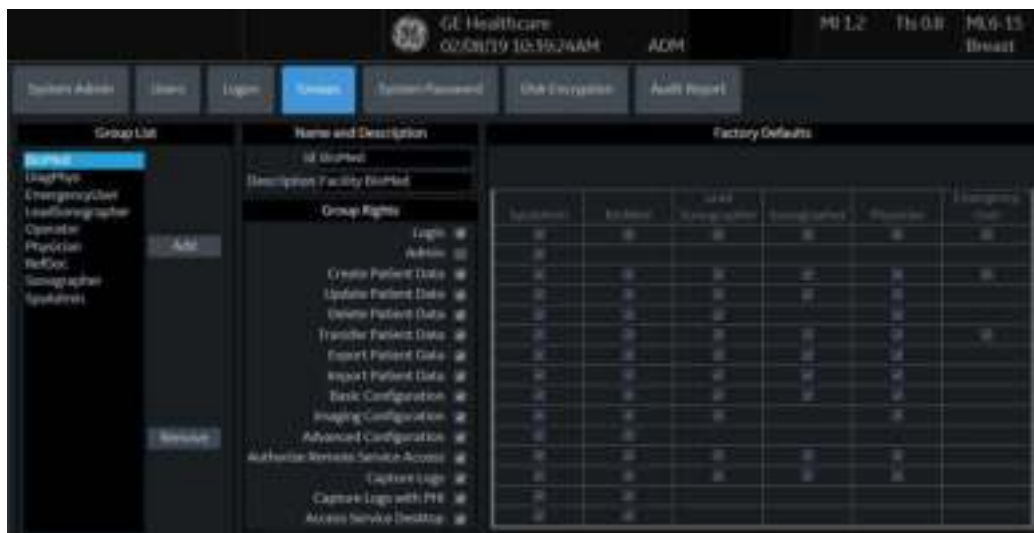 GE Healthcare
02/08/19 10:39:24AM ADM
MI 1.2 TIs 0.8 ML6-15
Breast
System Admin Users Logon Groups System Password Disk Encryption Audit Report
Group List
BioMed
DiagPhys
EmergencyUser
LeadSonographer
Operator
Physician
RefDoc
Sonographer
SysAdmin
Add
Remove
Name and Description
Id BioMed
Description Facility BioMed
Group Rights
Login
Admin
Create Patient Data
Update Patient Data
Delete Patient Data
Transfer Patient Data
Export Patient Data
Import Patient Data
Basic Configuration
Imaging Configuration
Advanced Configuration
Authorize Remote Service Access
Capture Logs
Capture Logs with PHI
Access Service Desktop
Factory Defaults
SysAdmin BioMed Lead Sonographer Sonographer Physician Emergency User